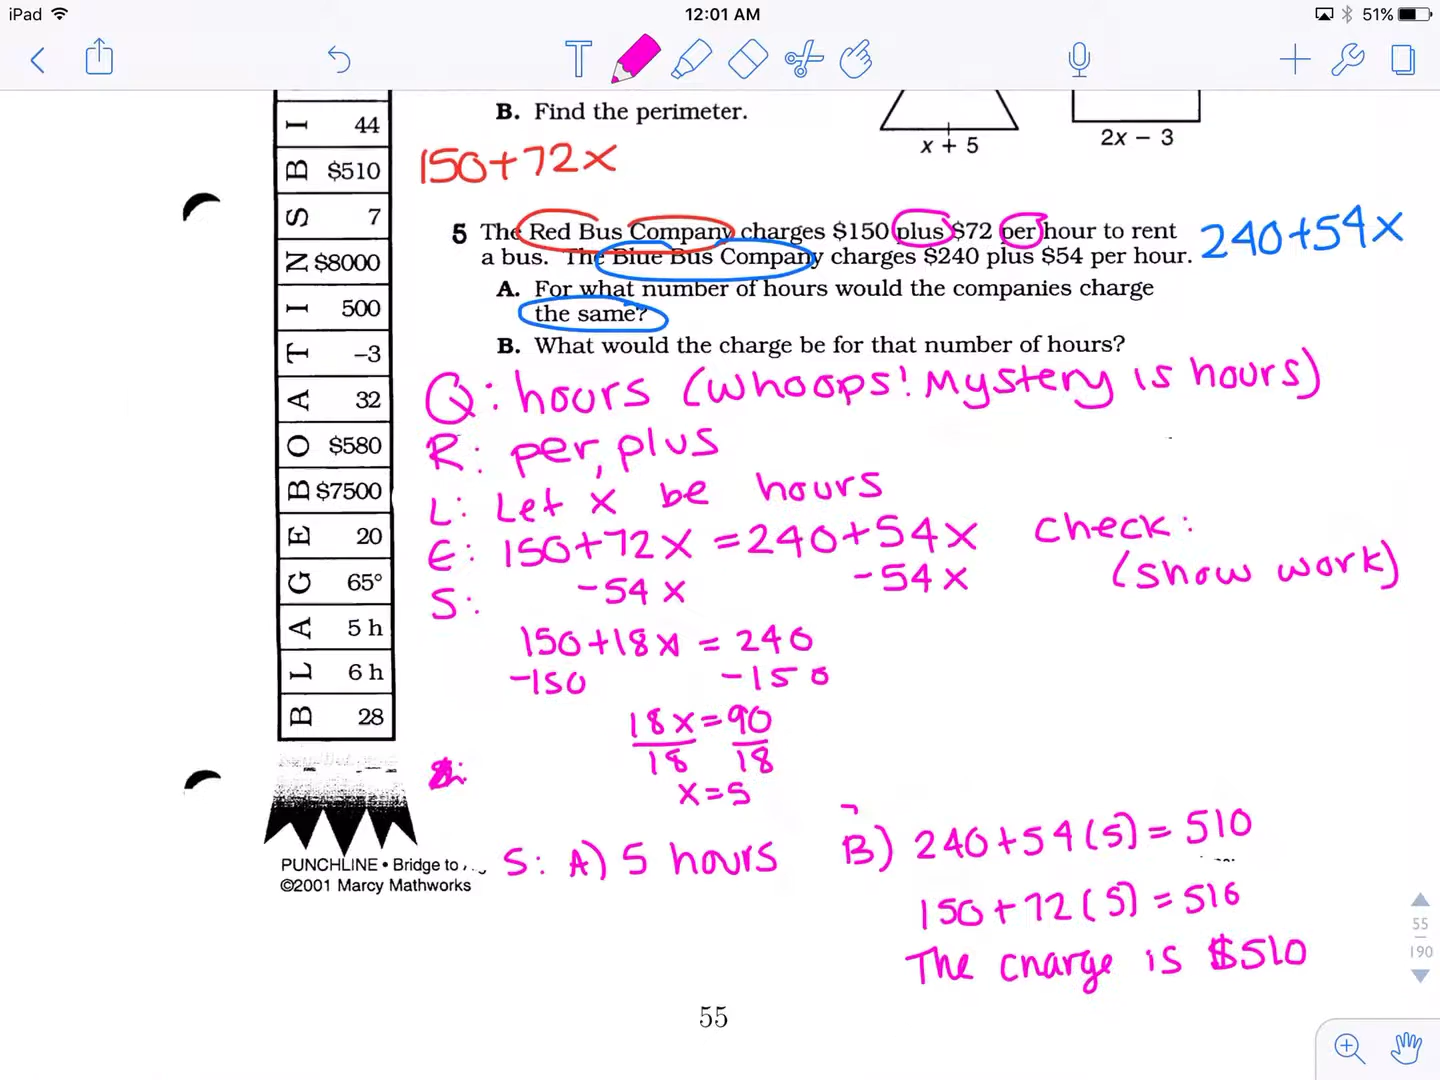 iPad 12:01 AM 51%
T
B. Find the perimeter.
x + 5 2x − 3
150+72x
5 The Red Bus Company charges $150 plus $72 per hour to rent
a bus. The Blue Bus Company charges $240 plus $54 per hour.
240+54x
A. For what number of hours would the companies charge
the same?
B. What would the charge be for that number of hours?
I 44
B $510
S 7
N $8000
I 500
T −3
A 32
O $580
B $7500
E 20
G 65°
A 5 h
L 6 h
B 28
Q: hours (whoops! Mystery is hours)
R: per, plus
L: Let x be hours
E: 150+72x = 240+54x
S: -54x -54x
check:
(show work)
150+18x = 240
-150 -150
18x = 90
18 18
x=5
S: A) 5 hours
B) 240+54(5) = 510
150+72(5) = 510
The charge is $510
PUNCHLINE • Bridge to
©2001 Marcy Mathworks
55
55
190